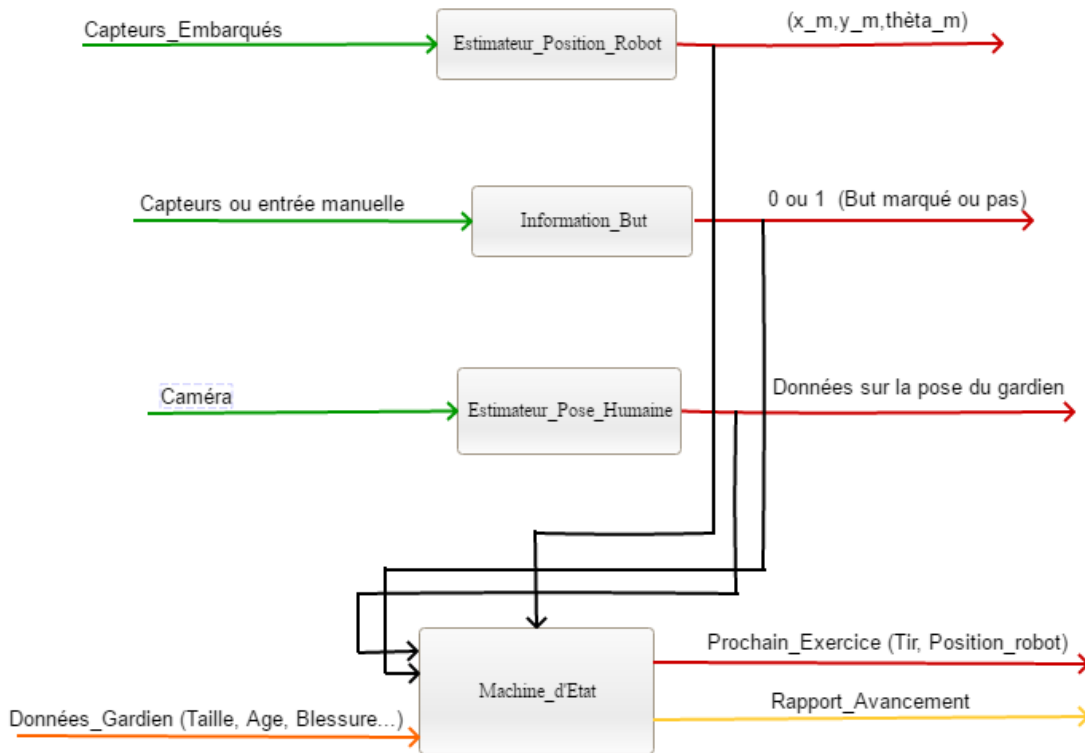 Capteurs_Embarqués
Estimateur_Position_Robot
(x_m,y_m,thèta_m)
Capteurs ou entrée manuelle
Information_But
0 ou 1 (But marqué ou pas)
Caméra
Estimateur_Pose_Humaine
Données sur la pose du gardien
Prochain_Exercice (Tir, Position_robot)
Machine_d'Etat
Rapport_Avancement
Données_Gardien (Taille, Age, Blessure...)